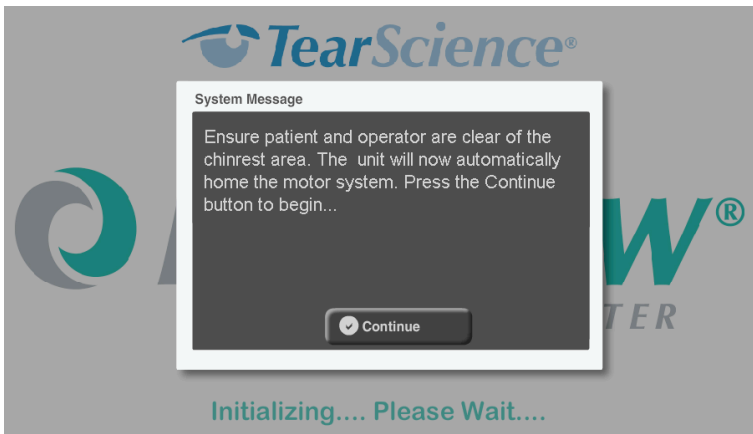 TearScience®
System Message
Ensure patient and operator are clear of the
chinrest area. The unit will now automatically
home the motor system. Press the Continue
button to begin...
Continue
Initializing.... Please Wait....